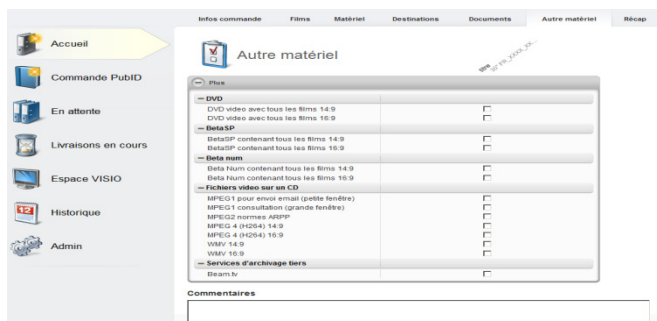 Infos commande Films Matériel Destinations Documents Autre matériel Récap
Accueil
Commande PubID
En attente
Livraisons en cours
Espace VISIO
12
Historique
Admin
Autre matériel
titre
Plus
DVD
DVD video avec tous les films 14:9
DVD video avec tous les films 16:9
BetaSP
BetaSP contenant tous les films 14:9
BetaSP contenant tous les films 16:9
Beta num
Beta Num contenant tous les films 14:9
Beta Num contenant tous les films 16:9
Fichiers video sur un CD
MPEG1 pour envoi email (petite fenêtre)
MPEG1 consultation (grande fenêtre)
MPEG2 normes ARPP
MPEG 4 (H264) 14:9
MPEG 4 (H264) 16:9
WMV 14:9
WMV 16:9
Services d'archivage tiers
Beam.tv
Commentaires